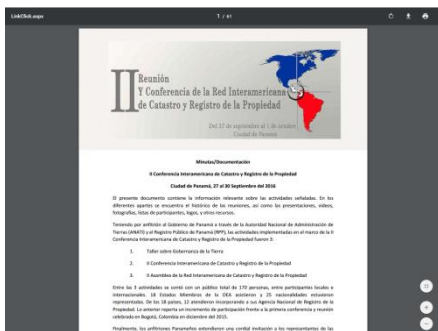 LinkClick.aspx
1 / 61
II Reunión
Y Conferencia de la Red Interamericana
de Catastro y Registro de la Propiedad
Del 27 de septiembre al 1 de octubre
Ciudad de Panamá
Minutas/Documentación
II Conferencia Interamericana de Catastro y Registro de la Propiedad
Ciudad de Panamá, 27 al 30 Septiembre del 2016
El presente documento contiene la información relevante sobre las actividades señaladas. En los
diferentes apartes se encuentra el histórico de las reuniones, así como las presentaciones, videos,
fotografías, listas de participantes, logos, y otros recursos.
Teniendo por anfitrión al Gobierno de Panamá a través de la Autoridad Nacional de Administración de
Tierras (ANATI) y el Registro Público de Panamá (RPP), las actividades implementadas en el marco de la II
Conferencia Interamericana de Catastro y Registro de la Propiedad fueron 3:
1. Taller sobre Gobernanza de la Tierra
2. II Conferencia Interamericana de Catastro y Registro de la Propiedad
3. II Asamblea de la Red Interamericana de Catastro y Registro de la Propiedad
Entre las 3 actividades se contó con un público total de 170 personas, entre participantes locales e
internacionales. 18 Estados Miembros de la OEA asistieron y 25 nacionalidades estuvieron
representadas. De los 18 países, 12 atendieron incorporando a sus Agencia Nacional de Registro de la
Propiedad. Lo anterior reporta un incremento de participación frente a la primera conferencia y reunión
celebrada en Bogotá, Colombia en diciembre del 2015.
Finalmente, los anfitriones Panameños extendieron una cordial invitación a los representantes de las